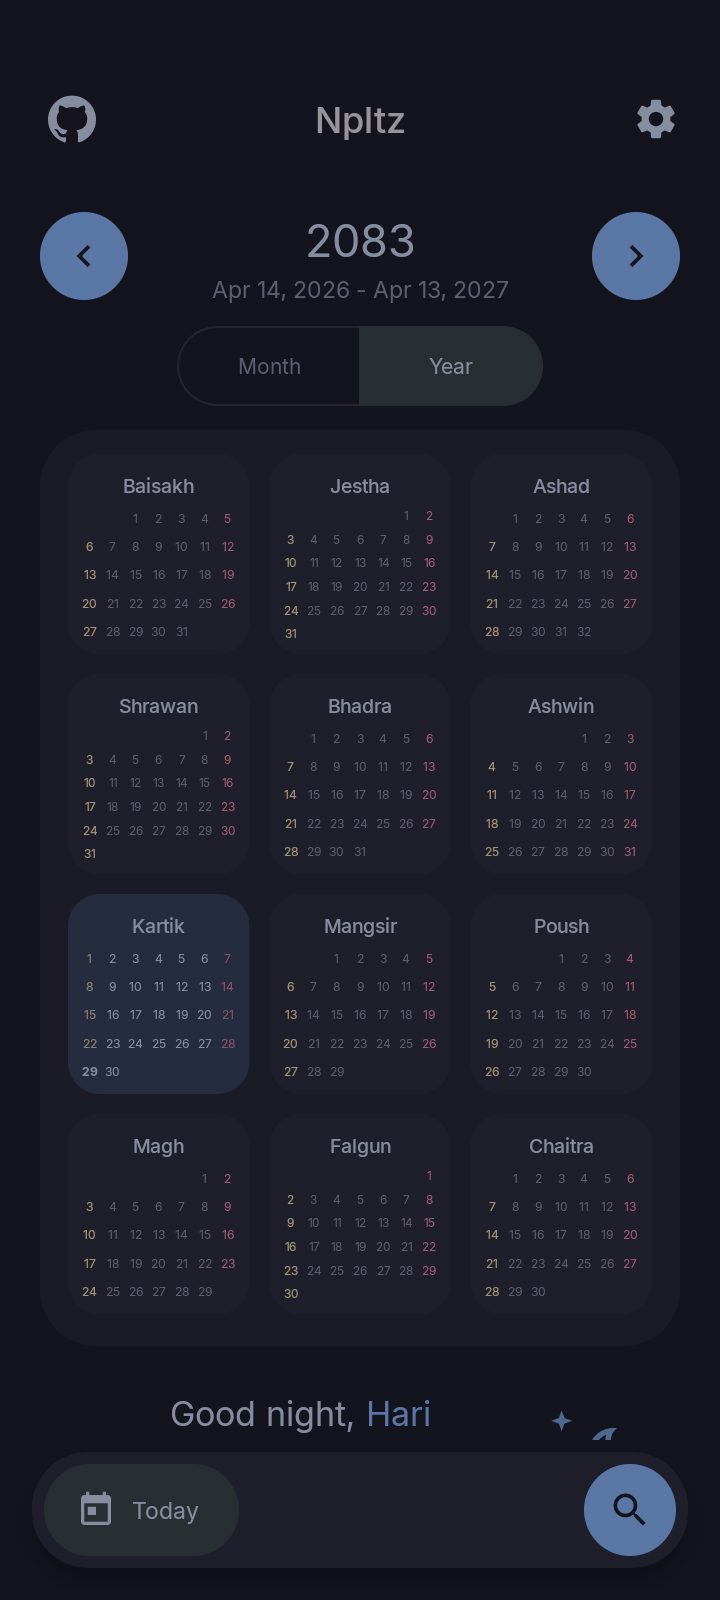 Npltz
2083
Apr 14, 2026 - Apr 13, 2027
Month Year
Baisakh
1 2 3 4 5
6 7 8 9 10 11 12
13 14 15 16 17 18 19
20 21 22 23 24 25 26
27 28 29 30 31
Jestha
1 2
3 4 5 6 7 8 9
10 11 12 13 14 15 16
17 18 19 20 21 22 23
24 25 26 27 28 29 30
31
Ashad
1 2 3 4 5 6
7 8 9 10 11 12 13
14 15 16 17 18 19 20
21 22 23 24 25 26 27
28 29 30 31 32
Shrawan
1 2
3 4 5 6 7 8 9
10 11 12 13 14 15 16
17 18 19 20 21 22 23
24 25 26 27 28 29 30
31
Bhadra
1 2 3 4 5 6
7 8 9 10 11 12 13
14 15 16 17 18 19 20
21 22 23 24 25 26 27
28 29 30 31
Ashwin
1 2 3
4 5 6 7 8 9 10
11 12 13 14 15 16 17
18 19 20 21 22 23 24
25 26 27 28 29 30 31
Kartik
1 2 3 4 5 6 7
8 9 10 11 12 13 14
15 16 17 18 19 20 21
22 23 24 25 26 27 28
29 30
Mangsir
1 2 3 4 5
6 7 8 9 10 11 12
13 14 15 16 17 18 19
20 21 22 23 24 25 26
27 28 29
Poush
1 2 3 4
5 6 7 8 9 10 11
12 13 14 15 16 17 18
19 20 21 22 23 24 25
26 27 28 29 30
Magh
1 2
3 4 5 6 7 8 9
10 11 12 13 14 15 16
17 18 19 20 21 22 23
24 25 26 27 28 29
Falgun
1
2 3 4 5 6 7 8
9 10 11 12 13 14 15
16 17 18 19 20 21 22
23 24 25 26 27 28 29
30
Chaitra
1 2 3 4 5 6
7 8 9 10 11 12 13
14 15 16 17 18 19 20
21 22 23 24 25 26 27
28 29 30
Good night, Hari
Today